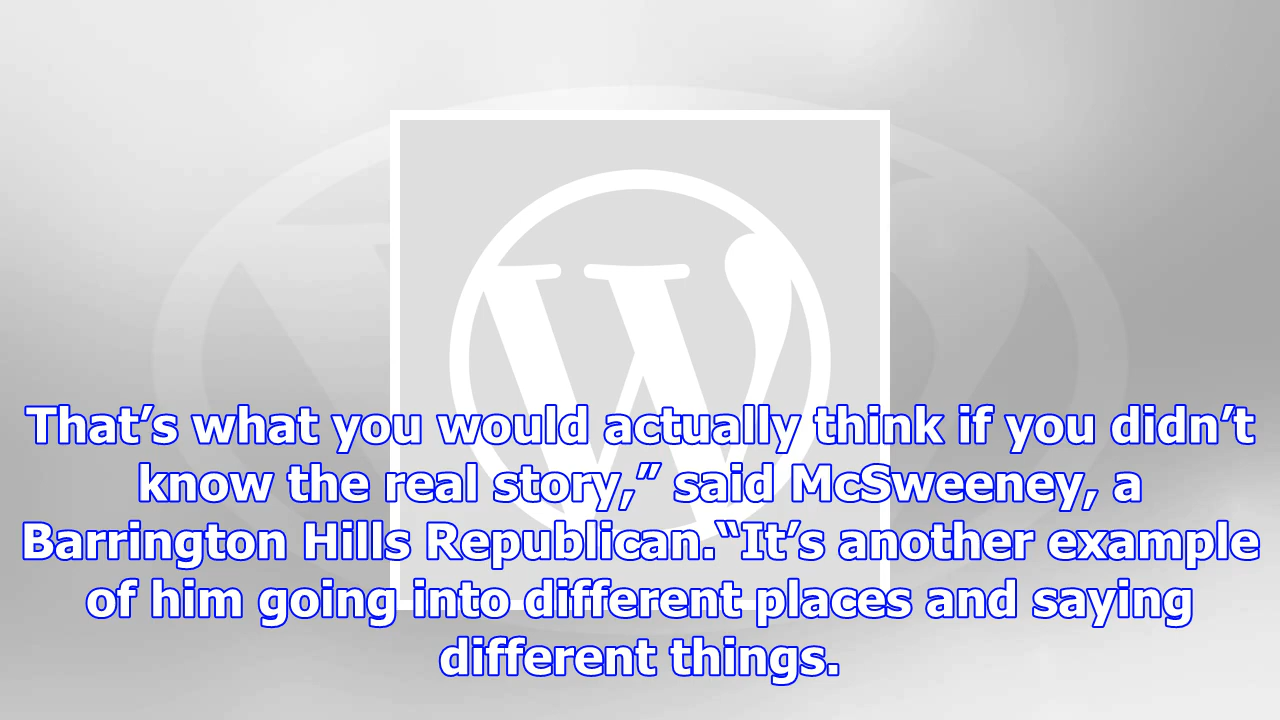 That’s what you would actually think if you didn’t
know the real story,” said McSweeney, a
Barrington Hills Republican.“It’s another example
of him going into different places and saying
different things.